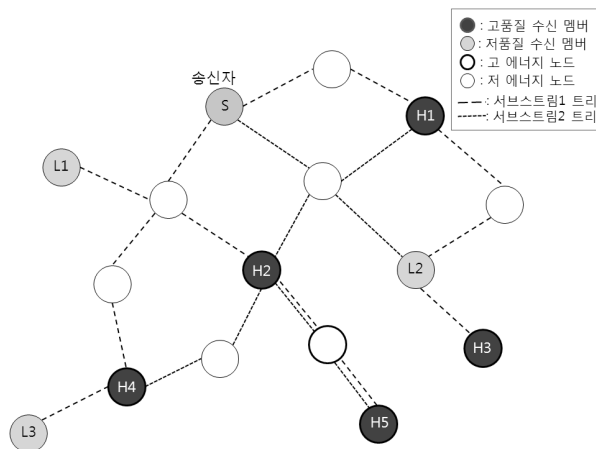 : 고품질 수신 멤버
: 저품질 수신 멤버
: 고 에너지 노드
: 저 에너지 노드
: 서브스트림1 트리
: 서브스트림2 트리
송신자
S
H1
L1
H2
L2
H3
H4
H5
L3